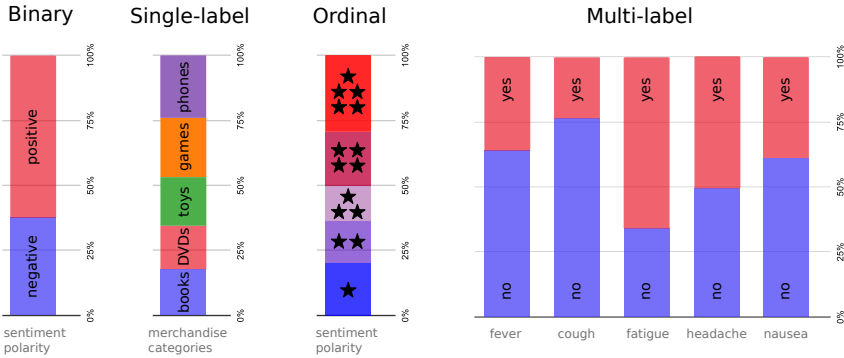 Binary
Single-label
Ordinal
Multi-label
positive
negative
100%
75%
50%
25%
0%
sentiment
polarity
phones
games
toys
DVDs
books
100%
75%
50%
25%
0%
merchandise
categories
100%
75%
50%
25%
0%
sentiment
polarity
yes
yes
yes
yes
yes
no
no
no
no
no
100%
75%
50%
25%
0%
fever
cough
fatigue
headache
nausea